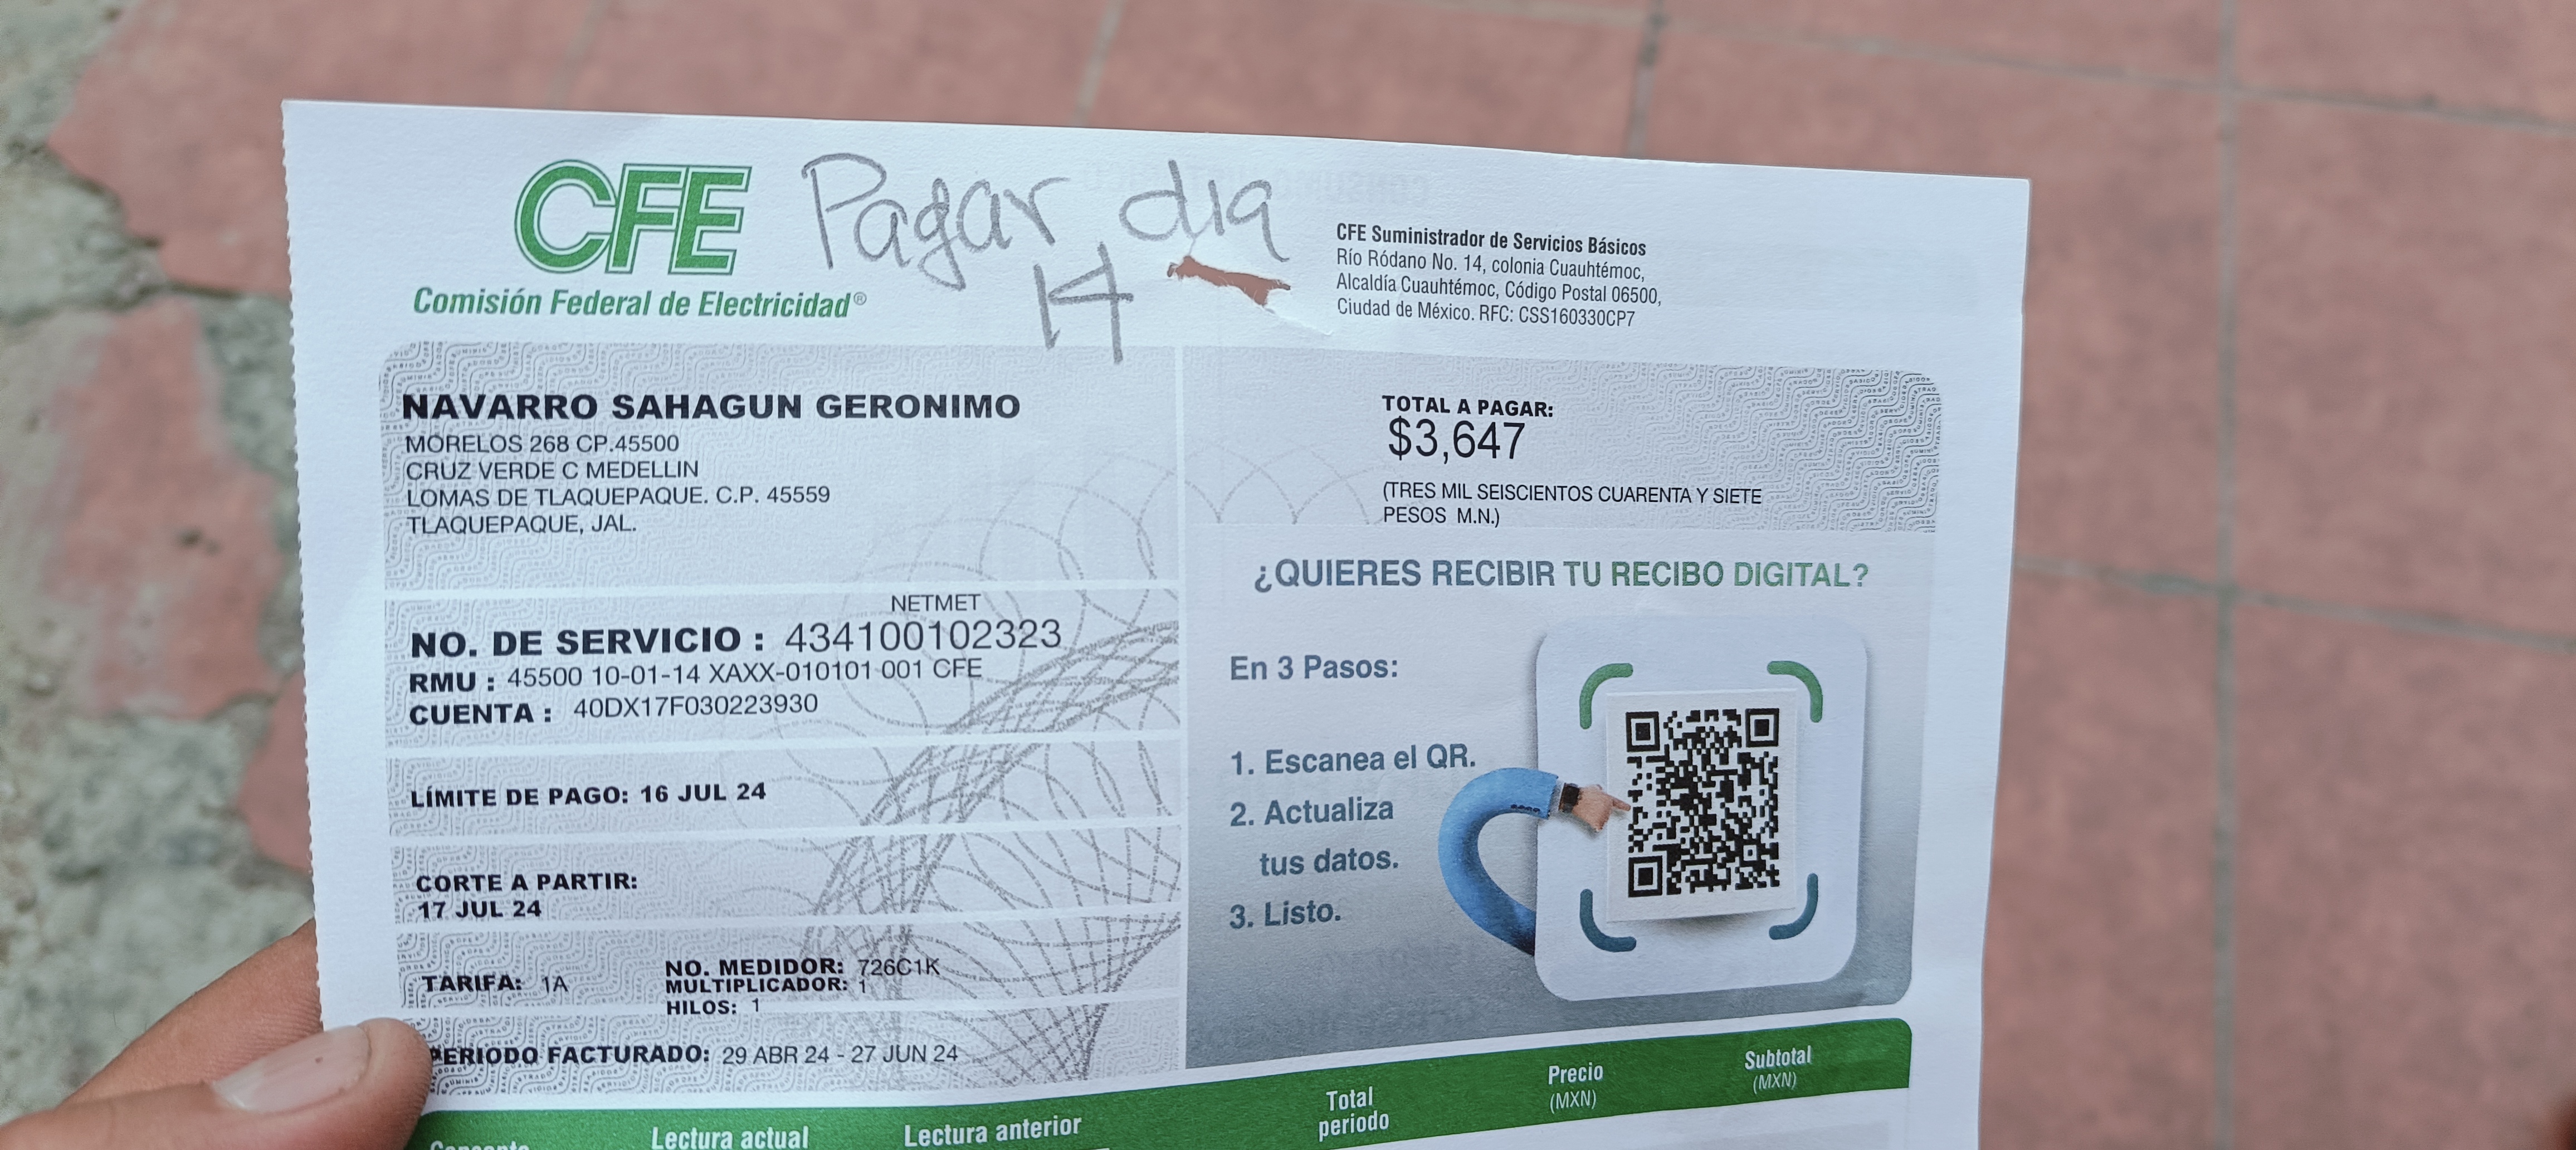 CFE
Comisión Federal de Electricidad®
Pagar dia
14
CFE Suministrador de Servicios Básicos
Río Ródano No. 14, colonia Cuauhtémoc,
Alcaldía Cuauhtémoc, Código Postal 06500,
Ciudad de México. RFC: CSS160330CP7
NAVARRO SAHAGUN GERONIMO
MORELOS 268 CP.45500
CRUZ VERDE C MEDELLIN
LOMAS DE TLAQUEPAQUE. C.P. 45559
TLAQUEPAQUE, JAL.
TOTAL A PAGAR:
$3,647
(TRES MIL SEISCIENTOS CUARENTA Y SIETE
PESOS M.N.)
NETMET
NO. DE SERVICIO : 434100102323
RMU : 45500 10-01-14 XAXX-010101 001 CFE
CUENTA : 40DX17F030223930
LÍMITE DE PAGO: 16 JUL 24
CORTE A PARTIR:
17 JUL 24
TARIFA: 1A
NO. MEDIDOR: 726C1K
MULTIPLICADOR: 1
HILOS: 1
PERIODO FACTURADO: 29 ABR 24 - 27 JUN 24
¿QUIERES RECIBIR TU RECIBO DIGITAL?
En 3 Pasos:
1. Escanea el QR.
2. Actualiza
tus datos.
3. Listo.
Lectura actual
Lectura anterior
Total
periodo
Precio
(MXN)
Subtotal
(MXN)